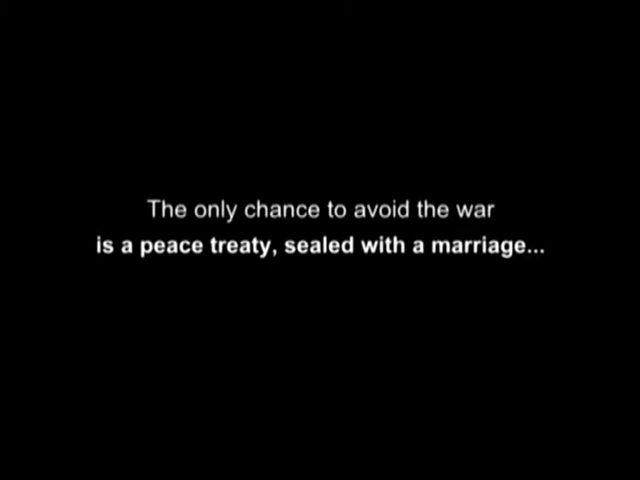 The only chance to avoid the war
is a peace treaty, sealed with a marriage...